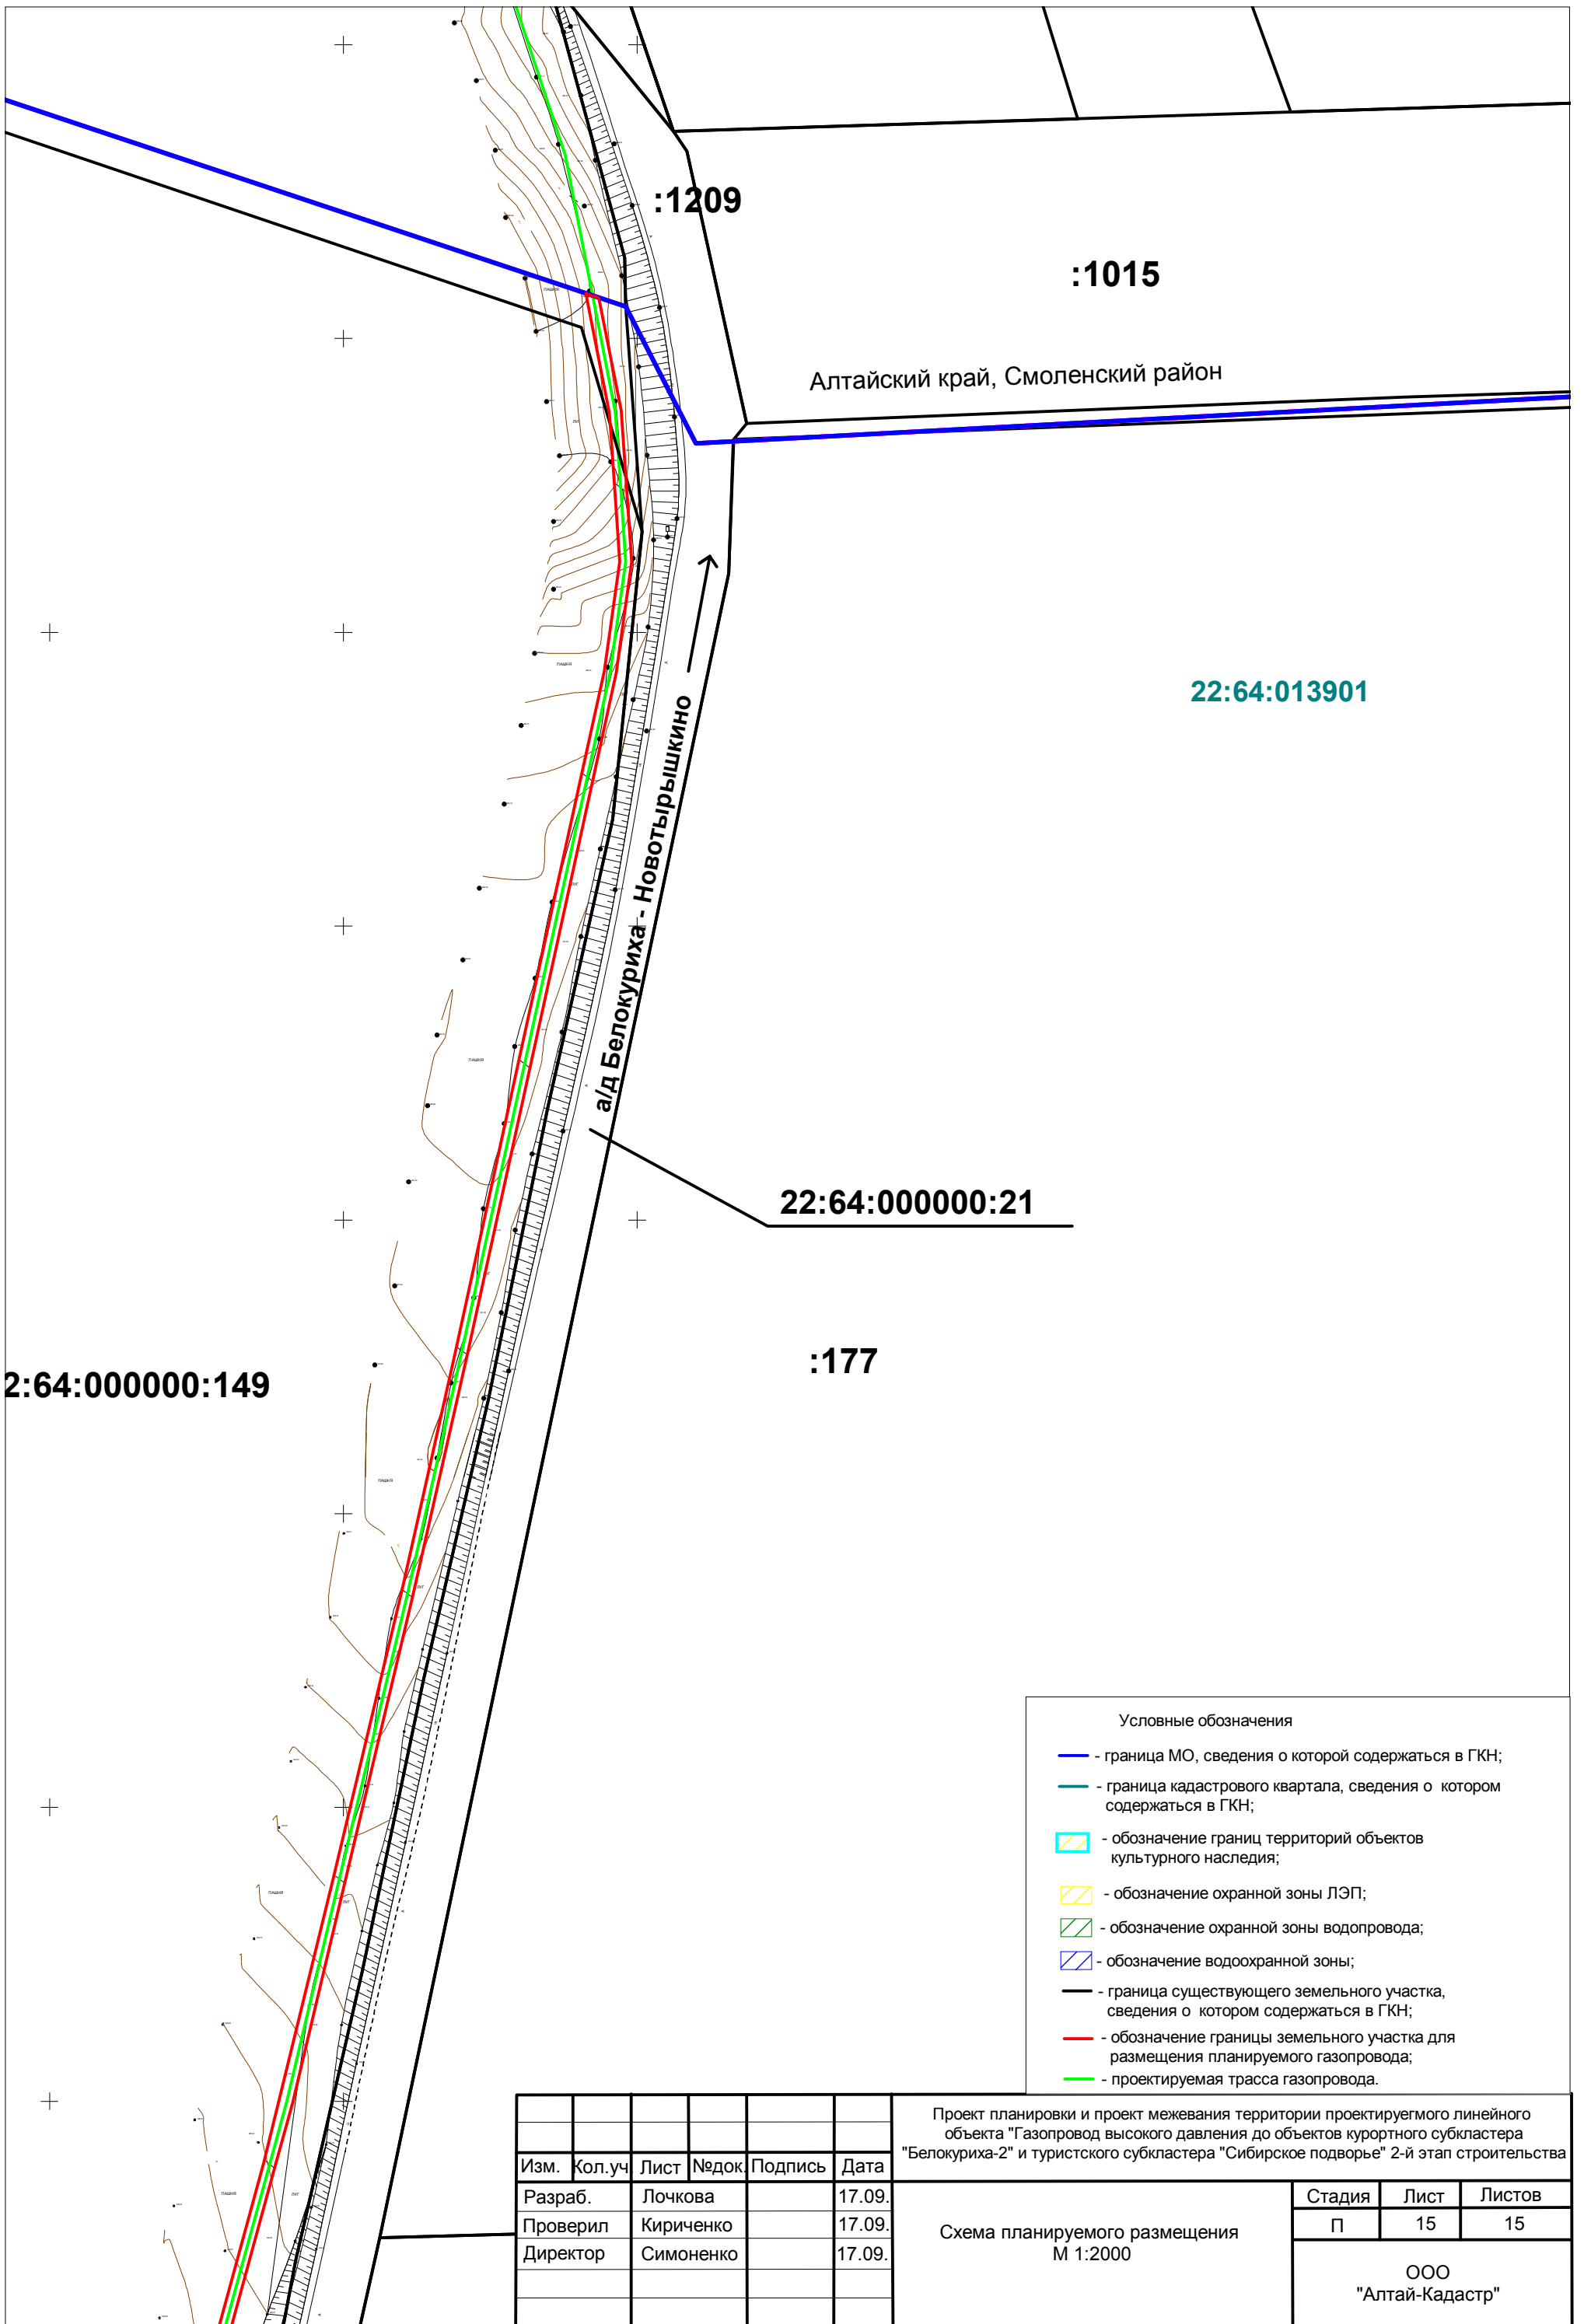 :1209
:1015
Алтайский край, Смоленский район
22:64:013901
а/д Белокуриха - Новотырышкино
22:64:000000:21
:177
2:64:000000:149
пашня
пашня
пашня
пашня
пашня
пашня
Условные обозначения
- граница МО, сведения о которой содержаться в ГКН;
- граница кадастрового квартала, сведения о котором
содержаться в ГКН;
- обозначение границ территорий объектов
культурного наследия;
- обозначение охранной зоны ЛЭП;
- обозначение охранной зоны водопровода;
- обозначение водоохранной зоны;
- граница существующего земельного участка,
сведения о котором содержаться в ГКН;
- обозначение границы земельного участка для
размещения планируемого газопровода;
- проектируемая трасса газопровода.
Проект планировки и проект межевания территории проектируегмого линейного
объекта "Газопровод высокого давления до объектов курортного субкластера
"Белокуриха-2" и туристского субкластера "Сибирское подворье" 2-й этап строительства
Изм. Кол.уч Лист №док. Подпись Дата
Разраб. Лочкова 17.09.
Проверил Кириченко 17.09.
Директор Симоненко 17.09.
Схема планируемого размещения
М 1:2000
Стадия Лист Листов
П 15 15
ООО
"Алтай-Кадастр"